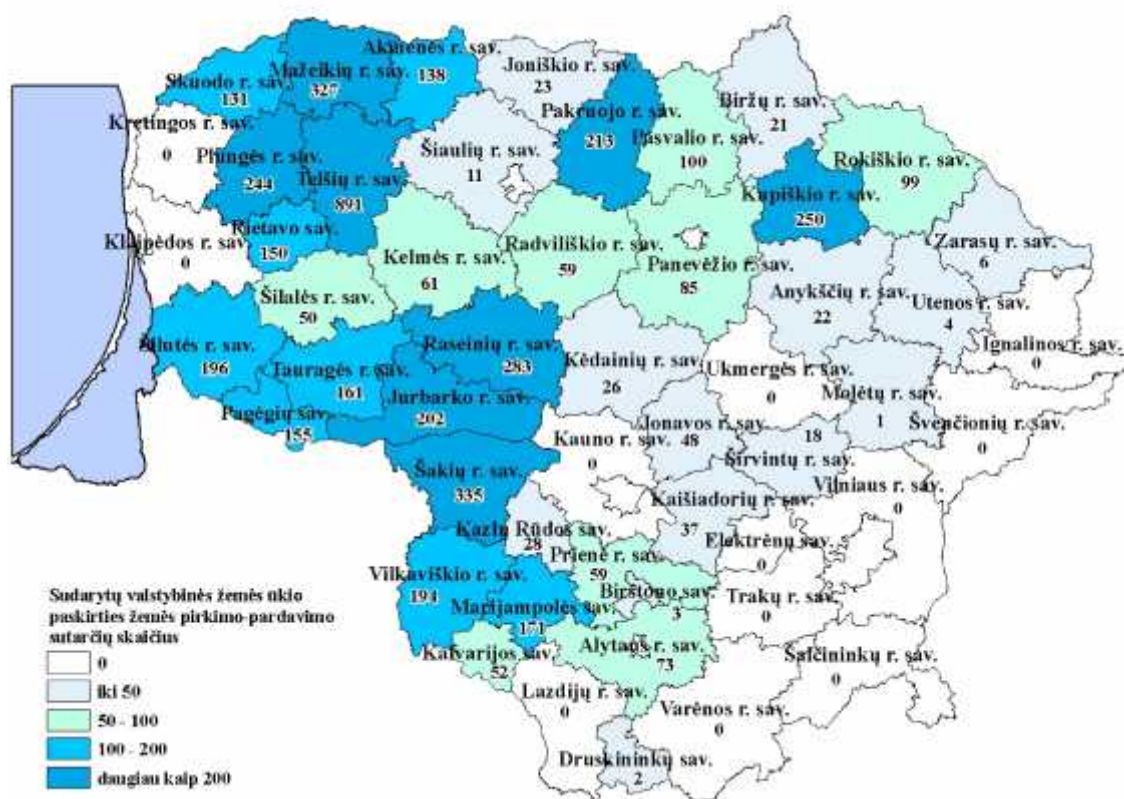 Akmenės r. sav.
138
Skuodo r. sav.
131
Mažeikių r. sav.
327
Joniškio r. sav.
23
Pakruojo r. sav.
213
Biržų r. sav.
21
Kretingos r. sav.
0
Plungės r. sav.
244
Telšių r. sav.
891
Šiaulių r. sav.
11
Pasvalio r. sav.
100
Rokiškio r. sav.
99
Kupiškio r. sav.
250
Klaipėdos r. sav.
0
Rietavo sav.
150
Kelmės r. sav.
61
Radviliškio r. sav.
59
Panevėžio r. sav.
85
Zarasų r. sav.
6
Šilalės r. sav.
50
Anykščių r. sav.
22
Utenos r. sav.
4
Ignalinos r. sav.
0
Šilutės r. sav.
196
Tauragės r. sav.
161
Raseinių r. sav.
283
Kėdainių r. sav.
26
Ukmergės r. sav.
0
Molėtų r. sav.
1
Švenčionių r. sav.
0
Pagėgių sav.
155
Jurbarko r. sav.
202
Kauno r. sav.
0
Jonavos r. sav.
48
18
Širvintų r. sav.
Vilniaus r. sav.
0
Šakių r. sav.
335
Kaišiadorių r. sav.
37
Elektrėnų sav.
0
Kazlų Rūdos sav.
28
Prienė r. sav.
59
Birštono sav.
3
Trakų r. sav.
0
Vilkaviškio r. sav.
194
Marijampolės sav.
171
Kalvarijos sav.
52
Alytaus r. sav.
73
Šalčininkų r. sav.
0
Lazdijų r. sav.
0
Varėnos r. sav.
0
Druskininkų sav.
2
Sudarytų valstybinės žemės ūkio
paskirties žemės pirkimo-pardavimo
sutarčių skaičius
0
iki 50
50 - 100
100 - 200
daugiau kaip 200